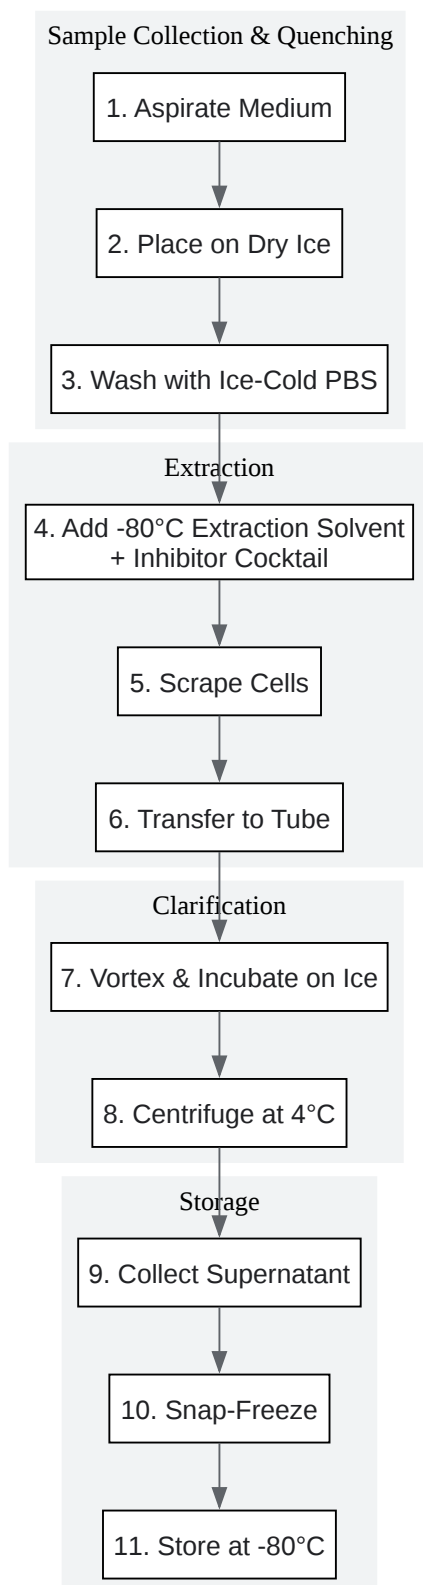 Sample Collection & Quenching
1. Aspirate Medium
2. Place on Dry Ice
3. Wash with Ice-Cold PBS
Extraction
4. Add -80°C Extraction Solvent
+ Inhibitor Cocktail
5. Scrape Cells
6. Transfer to Tube
Clarification
7. Vortex & Incubate on Ice
8. Centrifuge at 4°C
Storage
9. Collect Supernatant
10. Snap-Freeze
11. Store at -80°C